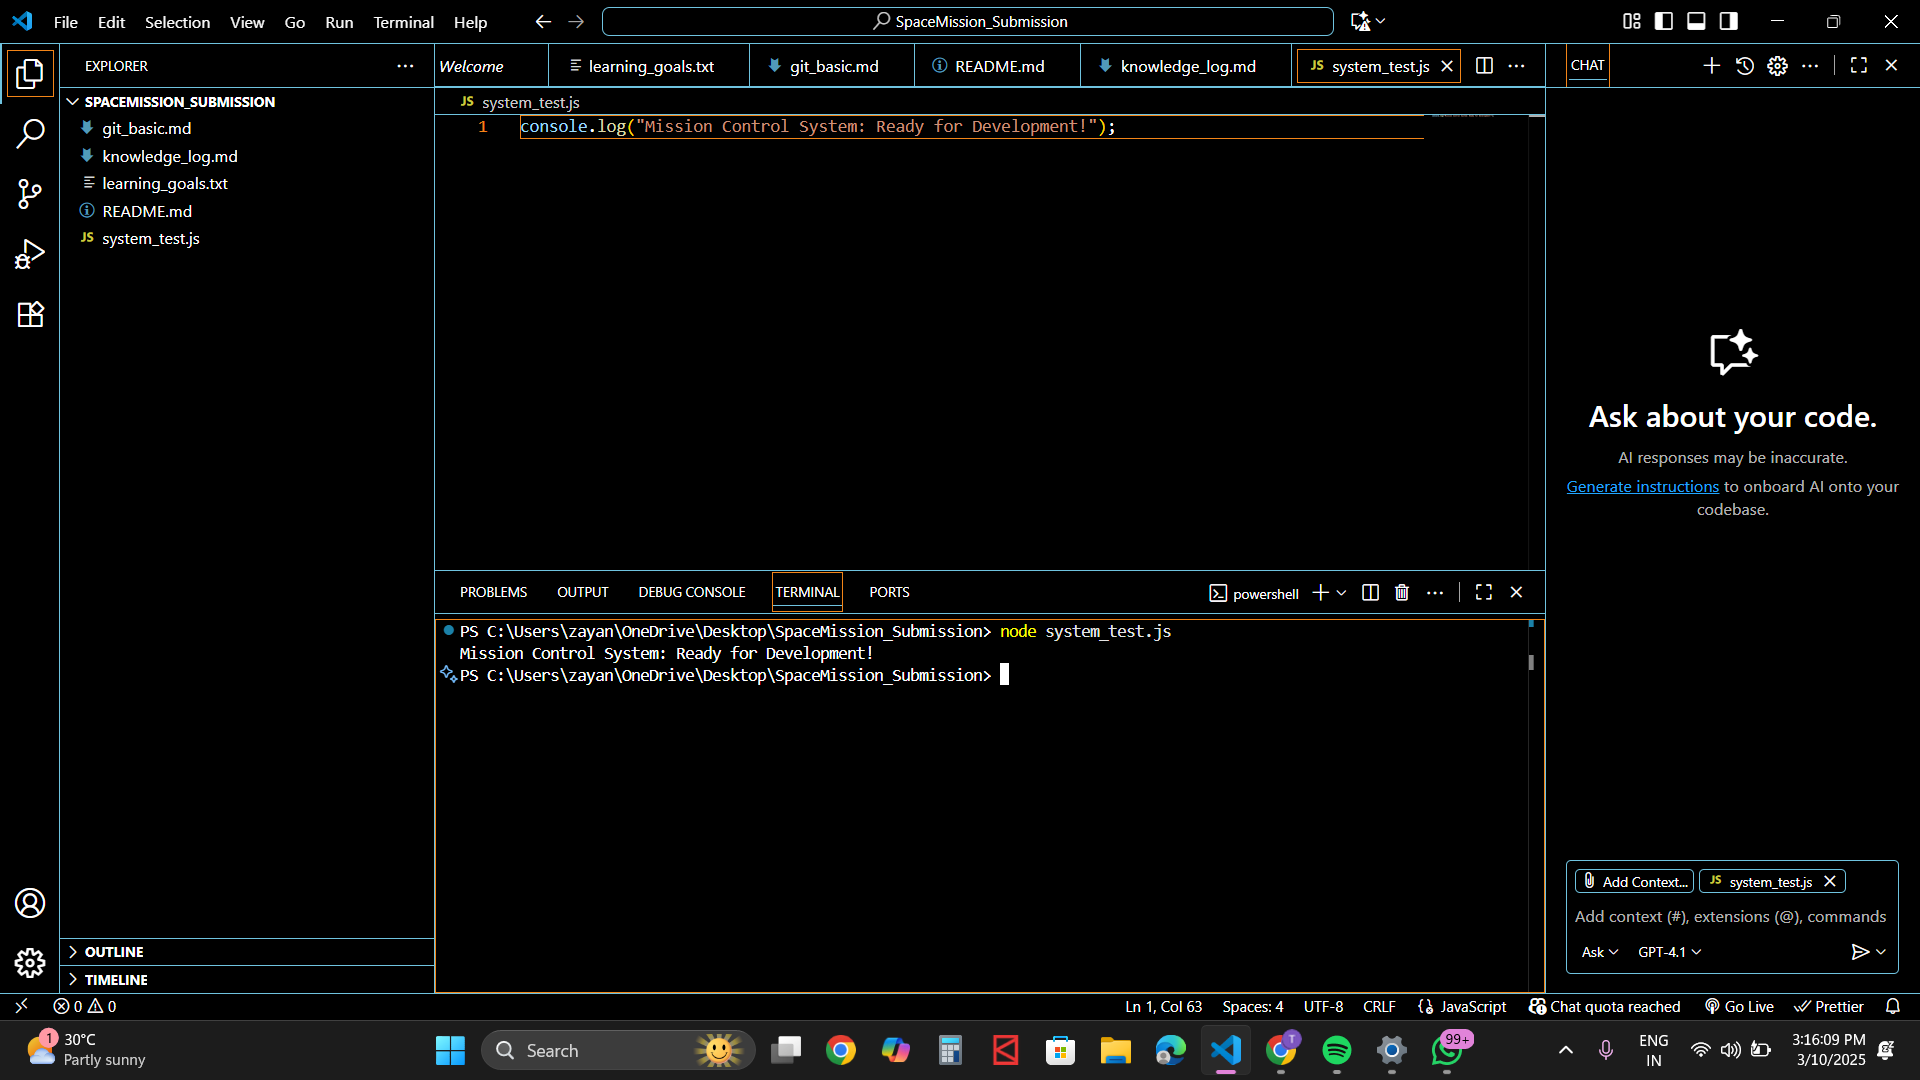 File Edit Selection View Go Run Terminal Help
SpaceMission_Submission
EXPLORER
SPACEMISSION_SUBMISSION
git_basic.md
knowledge_log.md
learning_goals.txt
README.md
JS system_test.js
OUTLINE
TIMELINE
Welcome learning_goals.txt git_basic.md README.md knowledge_log.md JS system_test.js
JS system_test.js
1 console.log("Mission Control System: Ready for Development!");
PROBLEMS OUTPUT DEBUG CONSOLE TERMINAL PORTS powershell
PS C:\Users\zayan\OneDrive\Desktop\SpaceMission_Submission> node system_test.js
Mission Control System: Ready for Development!
PS C:\Users\zayan\OneDrive\Desktop\SpaceMission_Submission>
CHAT
Ask about your code.
AI responses may be inaccurate.
Generate instructions to onboard AI onto your
codebase.
Add Context... JS system_test.js
Add context (#), extensions (@), commands
Ask GPT-4.1
0 0 Ln 1, Col 63 Spaces: 4 UTF-8 CRLF JavaScript Chat quota reached Go Live Prettier
1 30°C
Partly sunny
Search
T
99+
ENG
IN
3:16:09 PM
3/10/2025